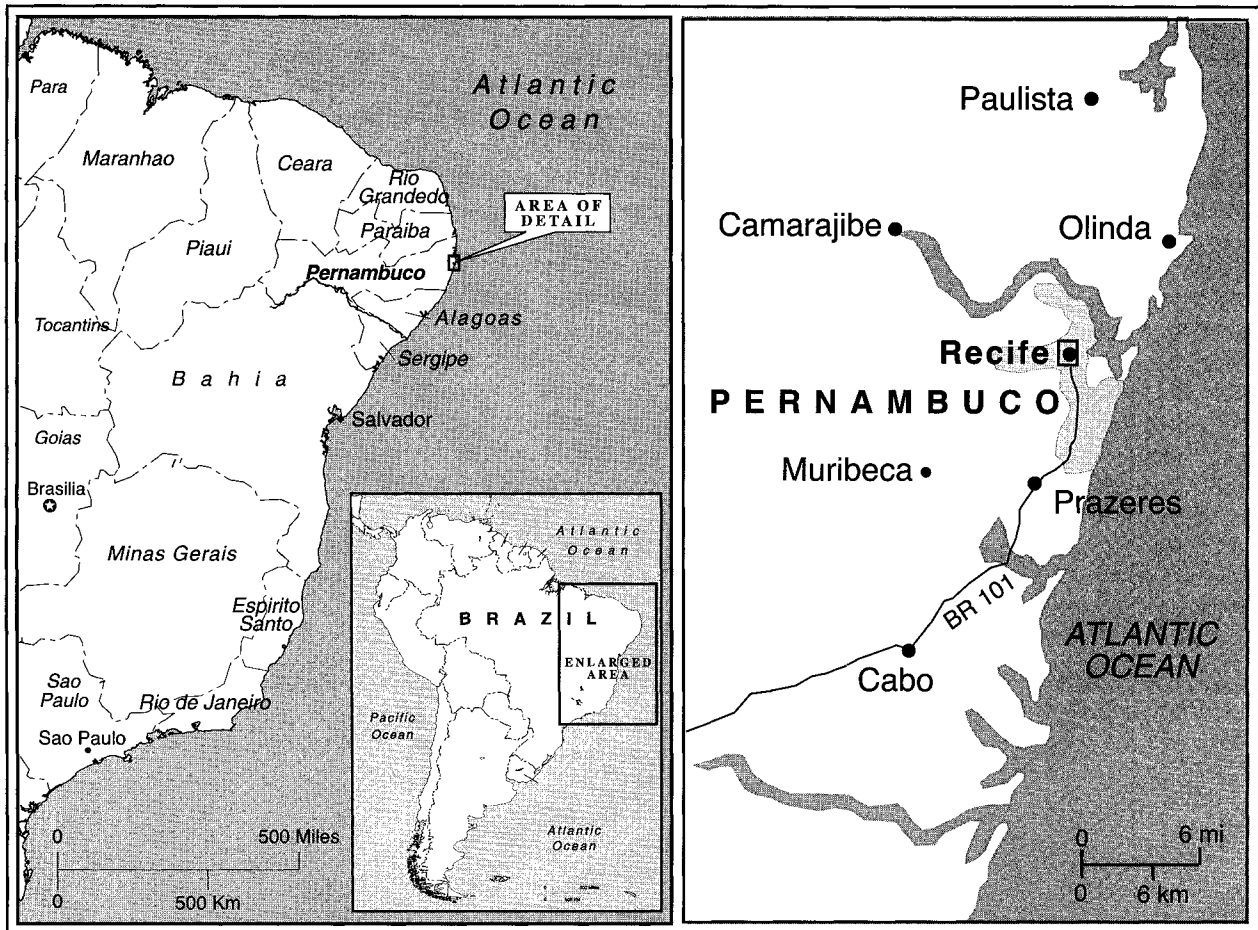 Atlantic
Ocean
Para
Maranhao
Ceara
Rio
Grandedo
Paraiba
AREA OF
DETAIL
Piaui
Pernambuco
Tocantins
Alagoas
Sergipe
Bahia
Salvador
Goias
Brasilia
Minas Gerais
Espirito
Santo
Sao
Paulo
Rio de Janeiro
Sao Paulo
0 500 Miles
0 500 Km
Atlantic
Ocean
BRAZIL
ENLARGED
AREA
Pacific
Ocean
Atlantic
Ocean
Paulista
Camarajibe
Olinda
Recife
PERNAMBUCO
Muribeca
Prazeres
BR 101
Cabo
ATLANTIC
OCEAN
0 6 mi
0 6 km